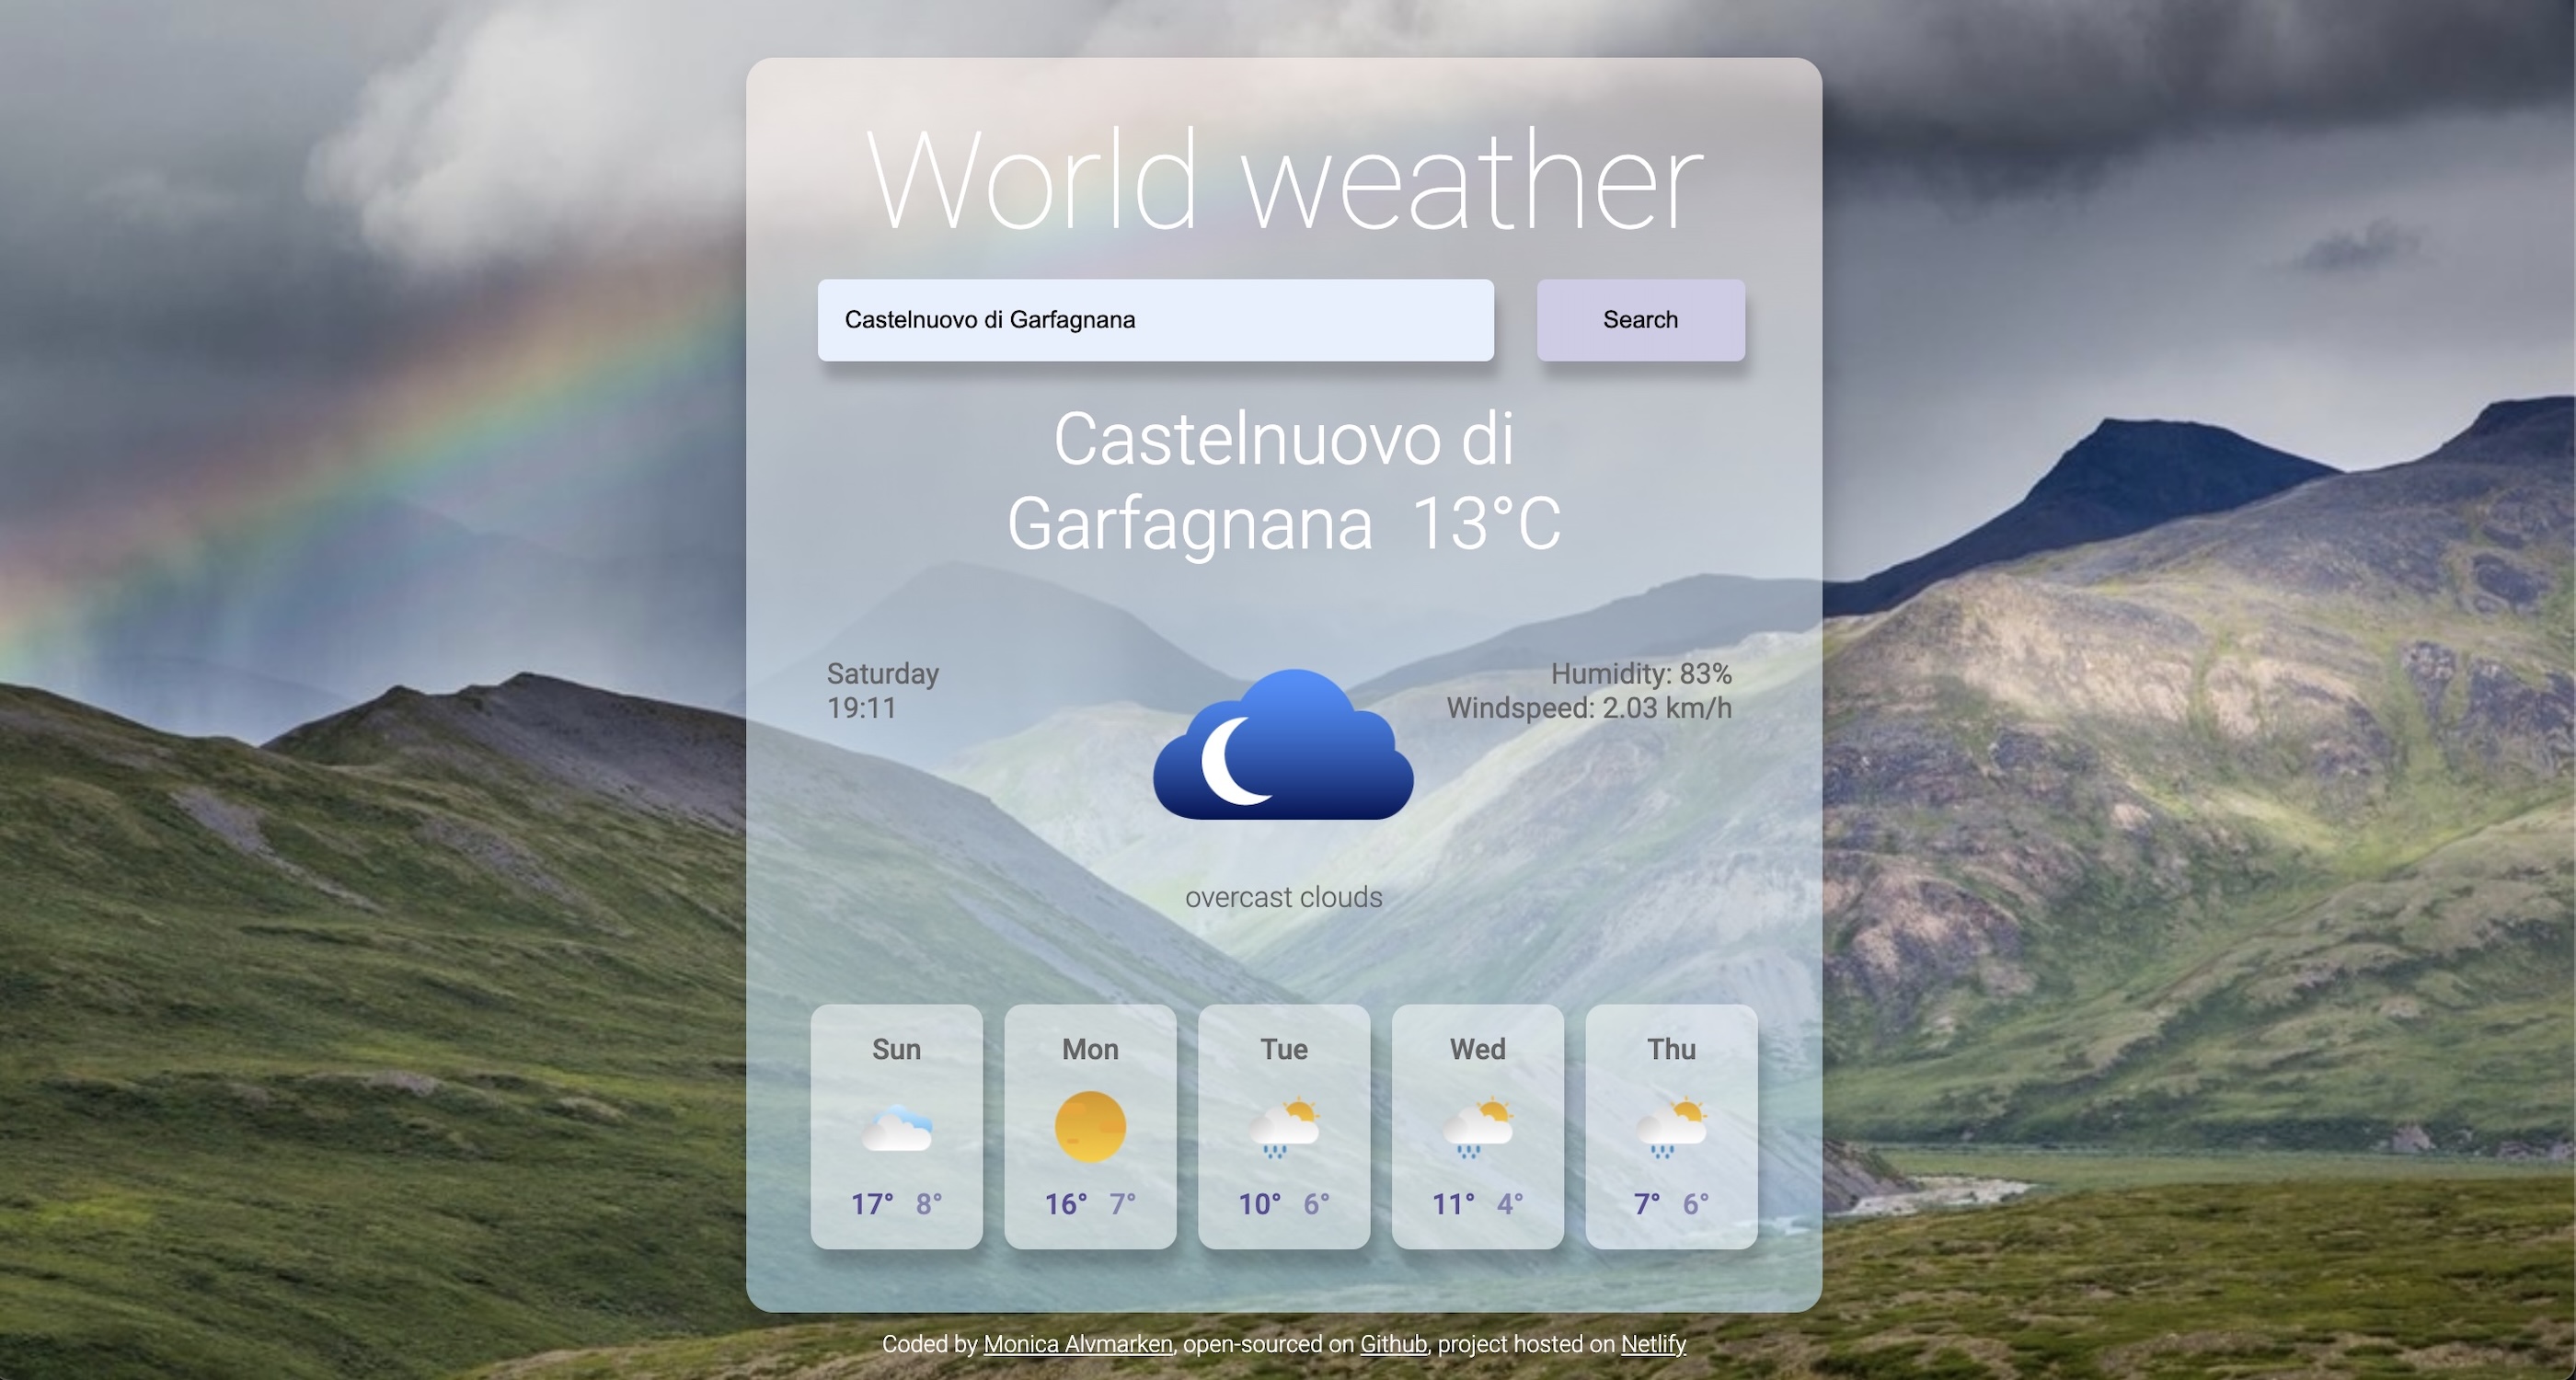 World weather
Castelnuovo di Garfagnana
Search
Castelnuovo di
Garfagnana 13°C
Saturday
19:11
Humidity: 83%
Windspeed: 2.03 km/h
overcast clouds
Sun
17° 8°
Mon
16° 7°
Tue
10° 6°
Wed
11° 4°
Thu
7° 6°
Coded by Monica Alvmarken, open-sourced on Github, project hosted on Netlify